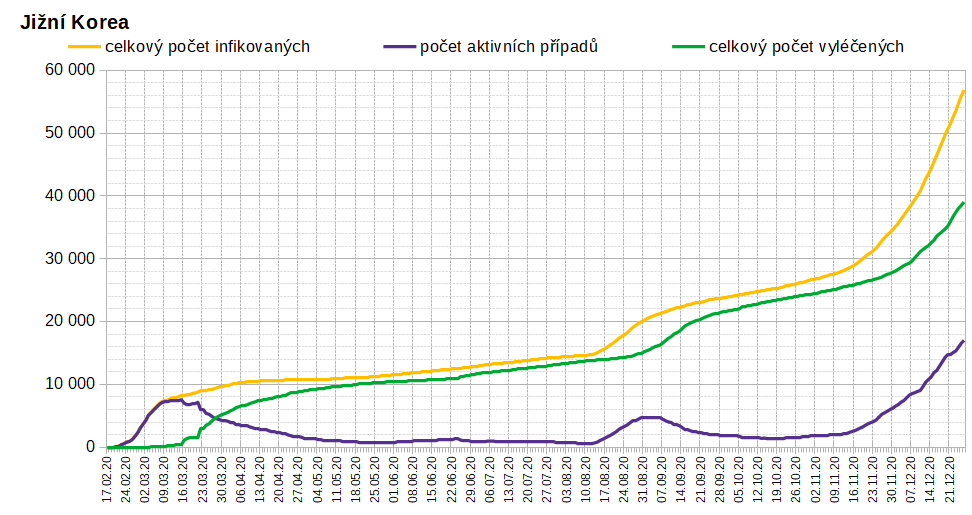 Jižní Korea
celkový počet infikovaných počet aktivních případů celkový počet vyléčených
60 000
50 000
40 000
30 000
20 000
10 000
0
17.02.20 24.02.20 02.03.20 09.03.20 16.03.20 23.03.20 30.03.20 06.04.20 13.04.20 20.04.20 27.04.20 04.05.20 11.05.20 18.05.20 25.05.20 01.06.20 08.06.20 15.06.20 22.06.20 29.06.20 06.07.20 13.07.20 20.07.20 27.07.20 03.08.20 10.08.20 17.08.20 24.08.20 31.08.20 07.09.20 14.09.20 21.09.20 28.09.20 05.10.20 12.10.20 19.10.20 26.10.20 02.11.20 09.11.20 16.11.20 23.11.20 30.11.20 07.12.20 14.12.20 21.12.20